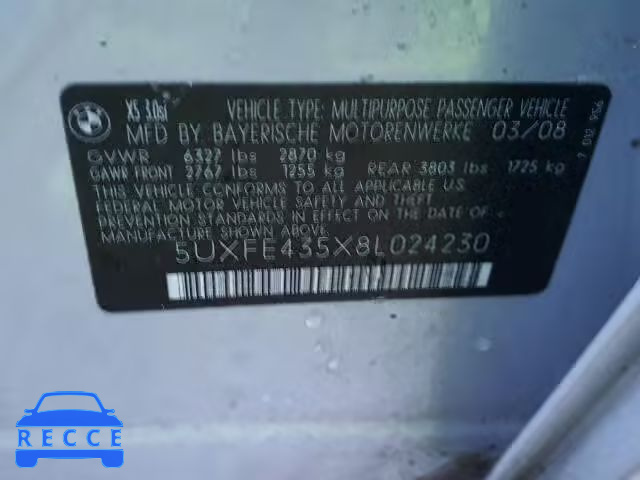 BMW
X5 3.0si
VEHICLE TYPE: MULTIPURPOSE PASSENGER VEHICLE
MFD BY: BAYERISCHE MOTORENWERKE 03/08
GVWR 6327 lbs 2870 kg
GAWR FRONT 2767 lbs 1255 kg REAR 3803 lbs 1725 kg
THIS VEHICLE CONFORMS TO ALL APPLICABLE U.S.
FEDERAL MOTOR VEHICLE SAFETY AND THEFT
PREVENTION STANDARDS IN EFFECT ON THE DATE OF
MANUFACTURE SHOWN ABOVE.
5UXFE435X8L024230
RECCE